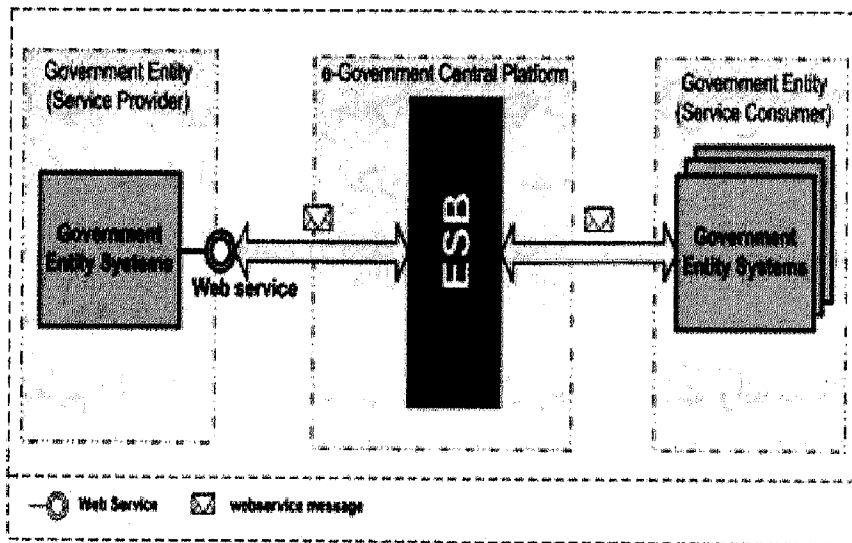 Government Entity
(Service Provider)
e-Government Central Platform
Government Entity
(Service Consumer)
Government
Entity Systems
Web service
ESB
Government
Entity Systems
Web Service
webservice message